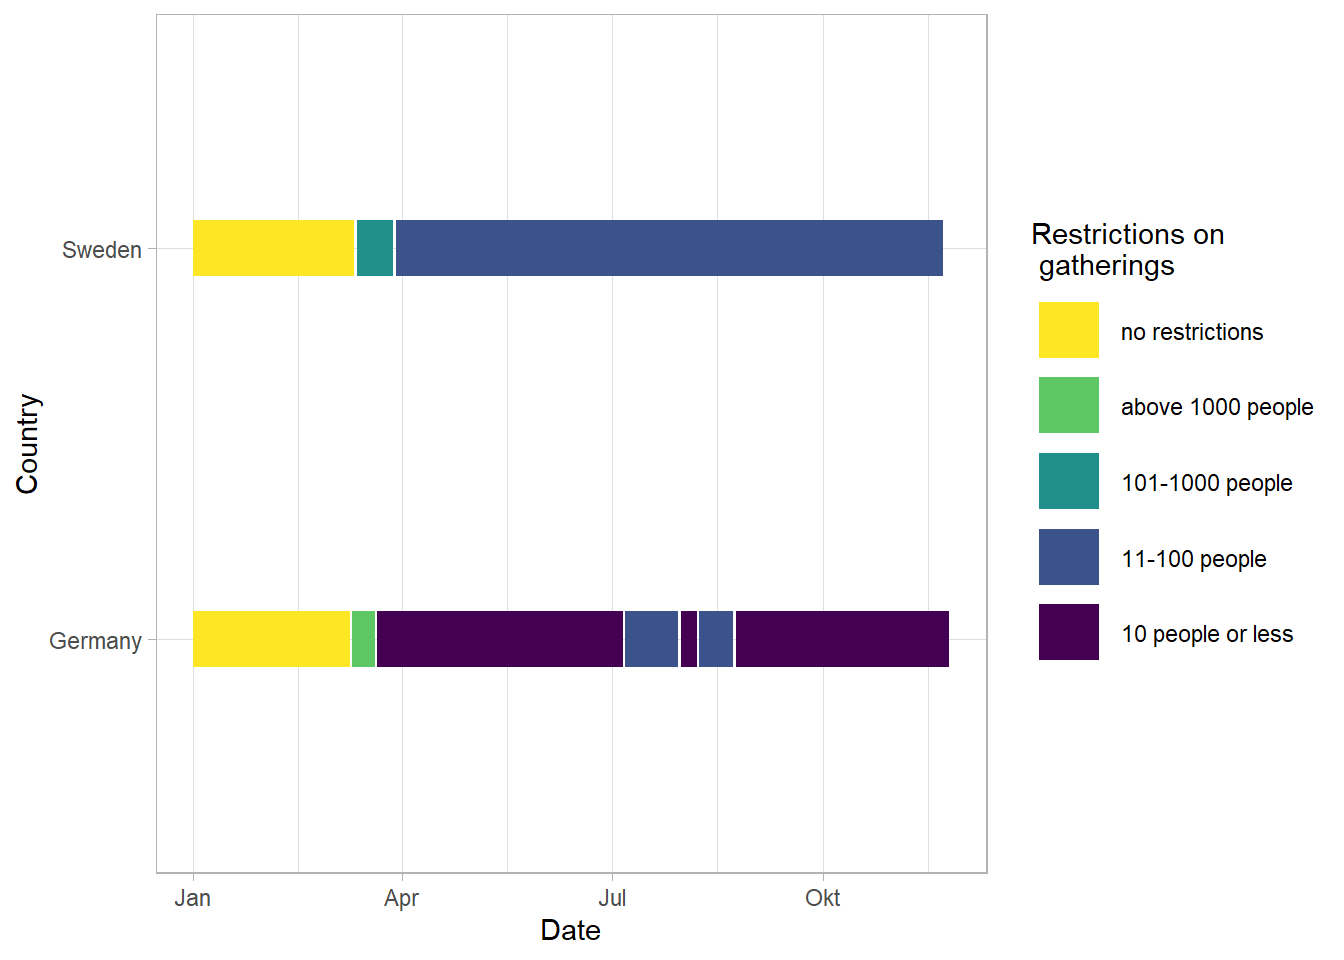 Sweden
Germany
Country
Jan
Apr
Jul
Okt
Date
Restrictions on
gatherings
no restrictions
above 1000 people
101-1000 people
11-100 people
10 people or less